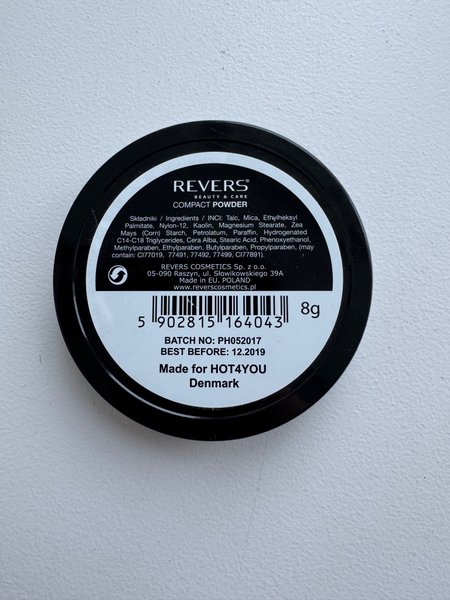 REVERS®
BEAUTY & CARE
COMPACT POWDER
Składniki / Ingredients / INCI: Talc, Mica, Ethylheksyl
Palmitate, Nylon-12, Kaolin, Magnesium Stearate, Zea
Mays (Corn) Starch, Petrolatum, Paraffin, Hydrogenated
C14-C18 Triglycerides, Cera Alba, Stearic Acid, Phenoxyethanol,
Methylparaben, Ethylparaben, Butylparaben, Propylparaben, (may
contain: CI77019, 77491, 77492, 77499, CI77891).
REVERS COSMETICS Sp. z o.o.
05-090 Raszyn, ul. Słowikowskiego 39A
Made in EU. POLAND
www.reverscosmetics.pl
5 902815 164043
8g
BATCH NO: PH052017
BEST BEFORE: 12.2019
Made for HOT4YOU
Denmark